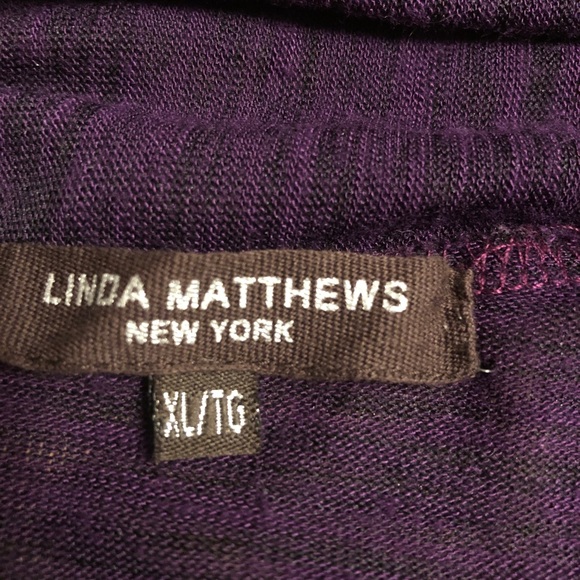 LINDA MATTHEWS
NEW YORK
XL/TG